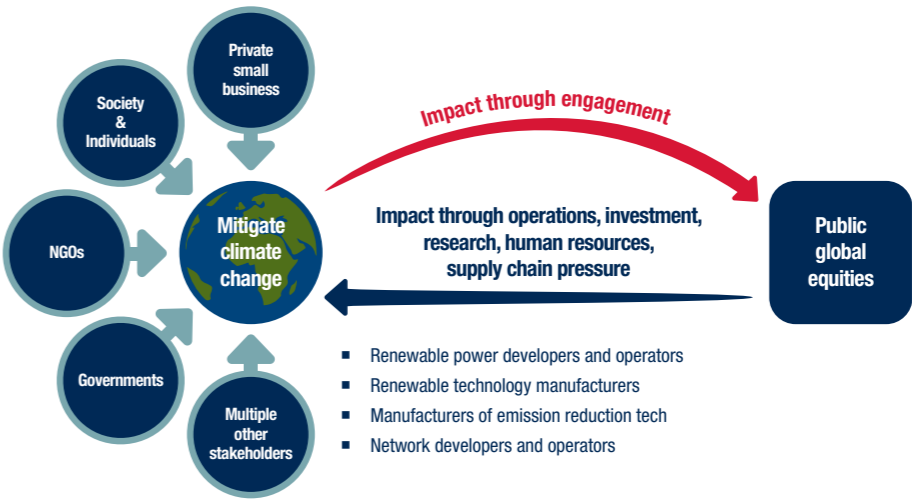 Private
small
business
Society
&
Individuals
NGOs
Governments
Multiple
other
stakeholders
Mitigate
climate
change
Impact through engagement
Impact through operations, investment,
research, human resources,
supply chain pressure
Public
global
equities
▪ Renewable power developers and operators
▪ Renewable technology manufacturers
▪ Manufacturers of emission reduction tech
▪ Network developers and operators